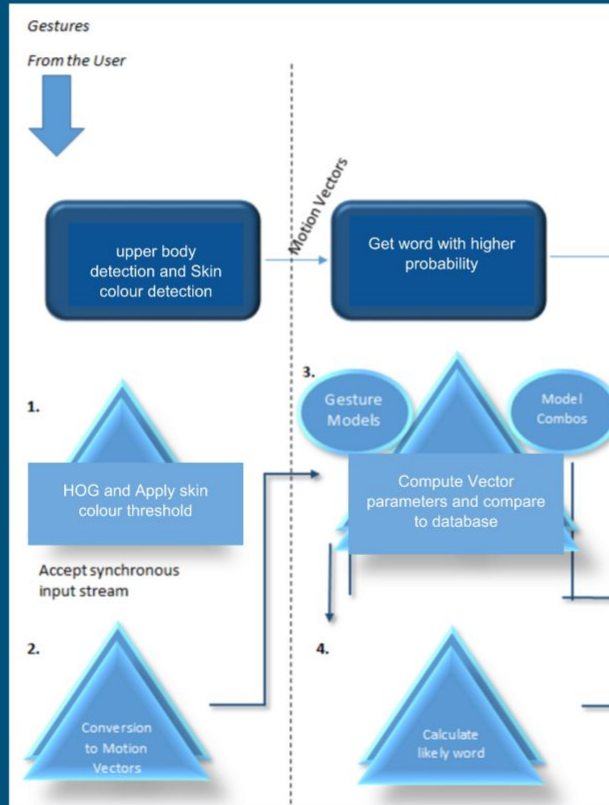 Gestures
From the User
upper body
detection and Skin
colour detection
Motion Vectors
Get word with higher
probability
1.
HOG and Apply skin
colour threshold
Accept synchronous
input stream
2.
Conversion
to Motion
Vectors
3.
Gesture
Models
Model
Combos
Compute Vector
parameters and compare
to database
4.
Calculate
likely word